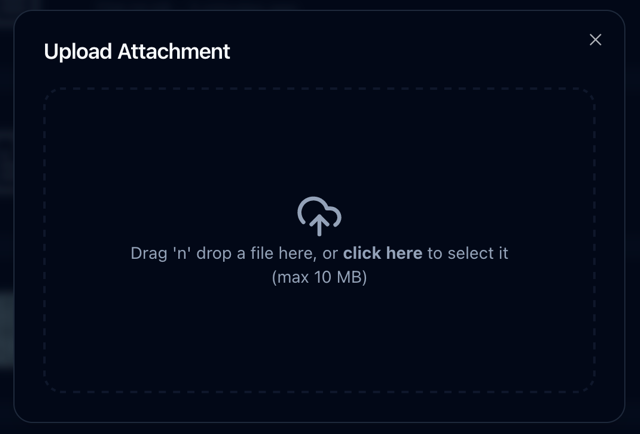 Upload Attachment
Drag 'n' drop a file here, or click here to select it
(max 10 MB)